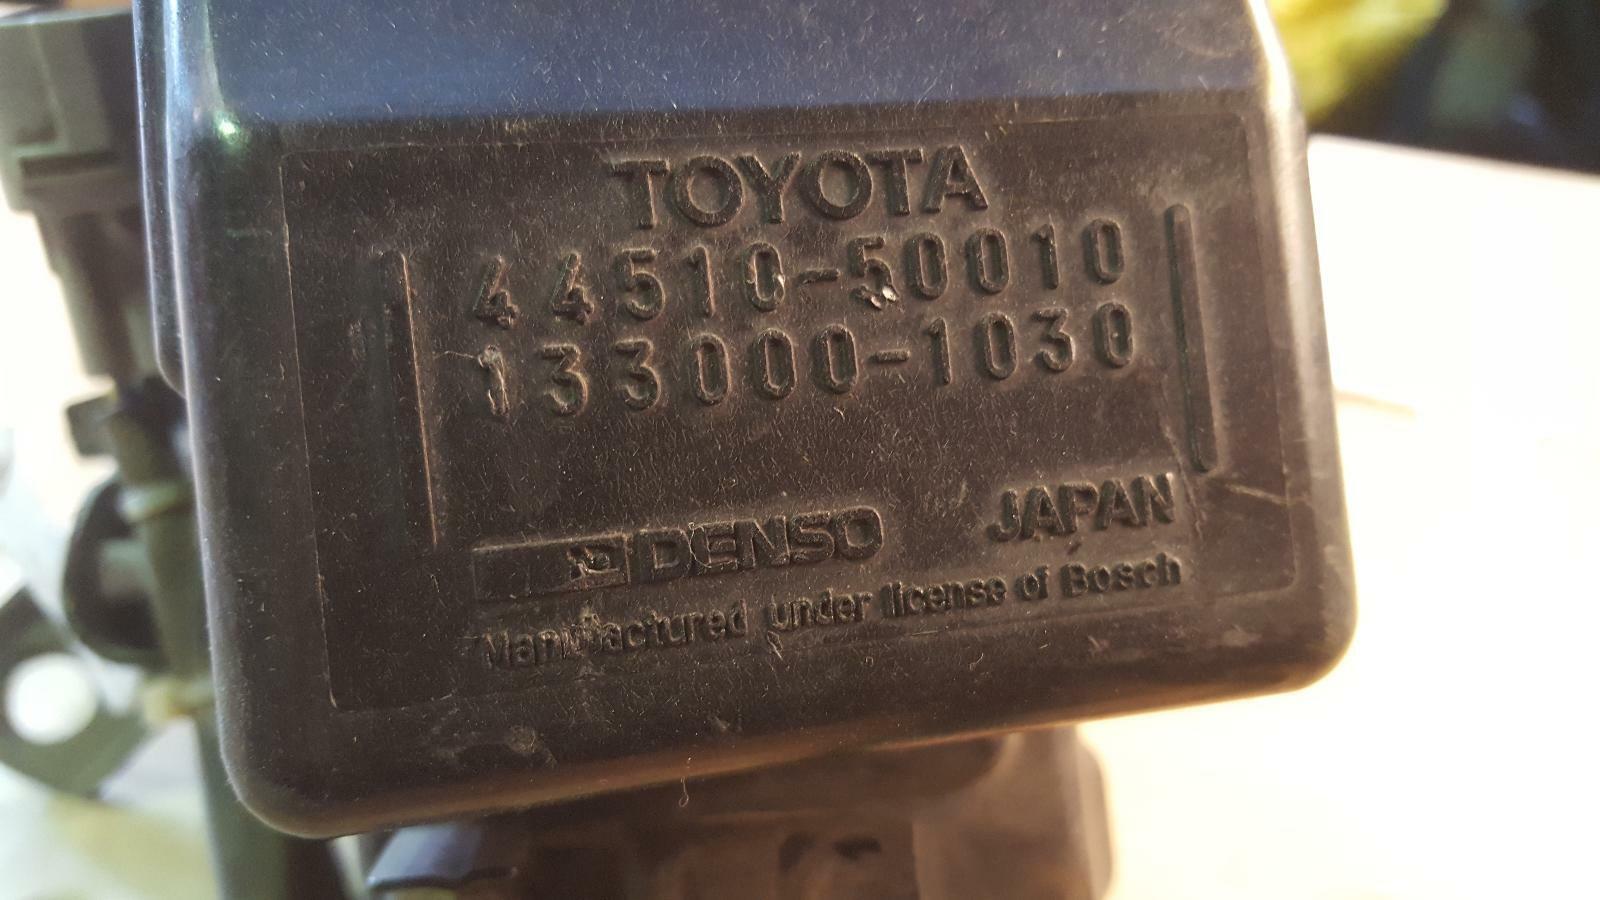 TOYOTA
44510-50010
133000-1030
DENSO JAPAN
Manufactured under license of Bosch